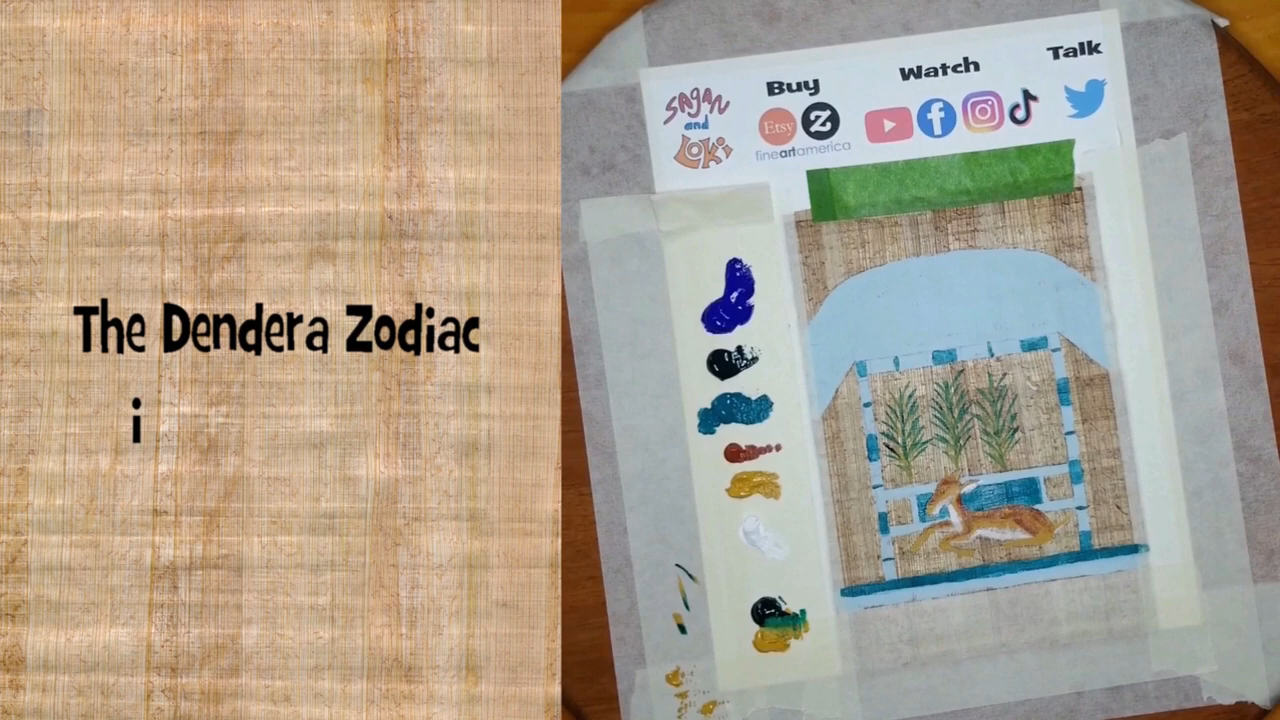 The Dendera Zodiac
i
SAGAN
and
LOKI
Buy
Etsy
Z
fineartamerica
Watch
Talk